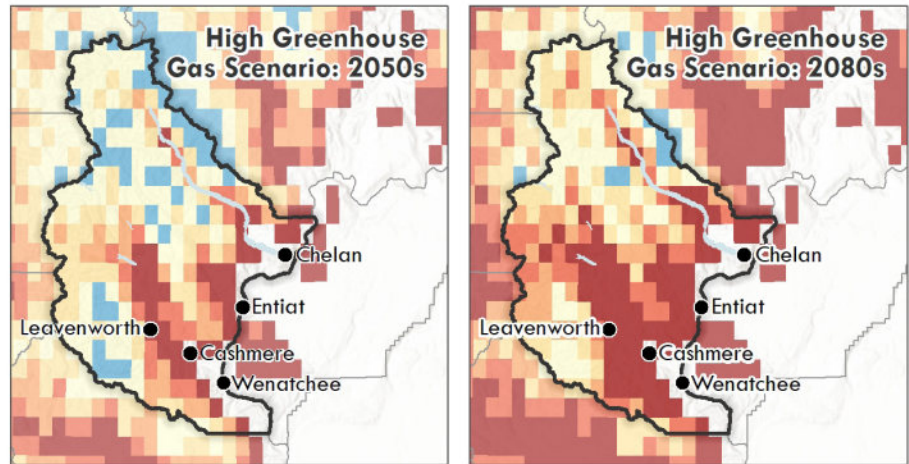 High Greenhouse
Gas Scenario: 2050s
Chelan
Entiat
Leavenworth
Cashmere
Wenatchee
High Greenhouse
Gas Scenario: 2080s
Chelan
Entiat
Leavenworth
Cashmere
Wenatchee